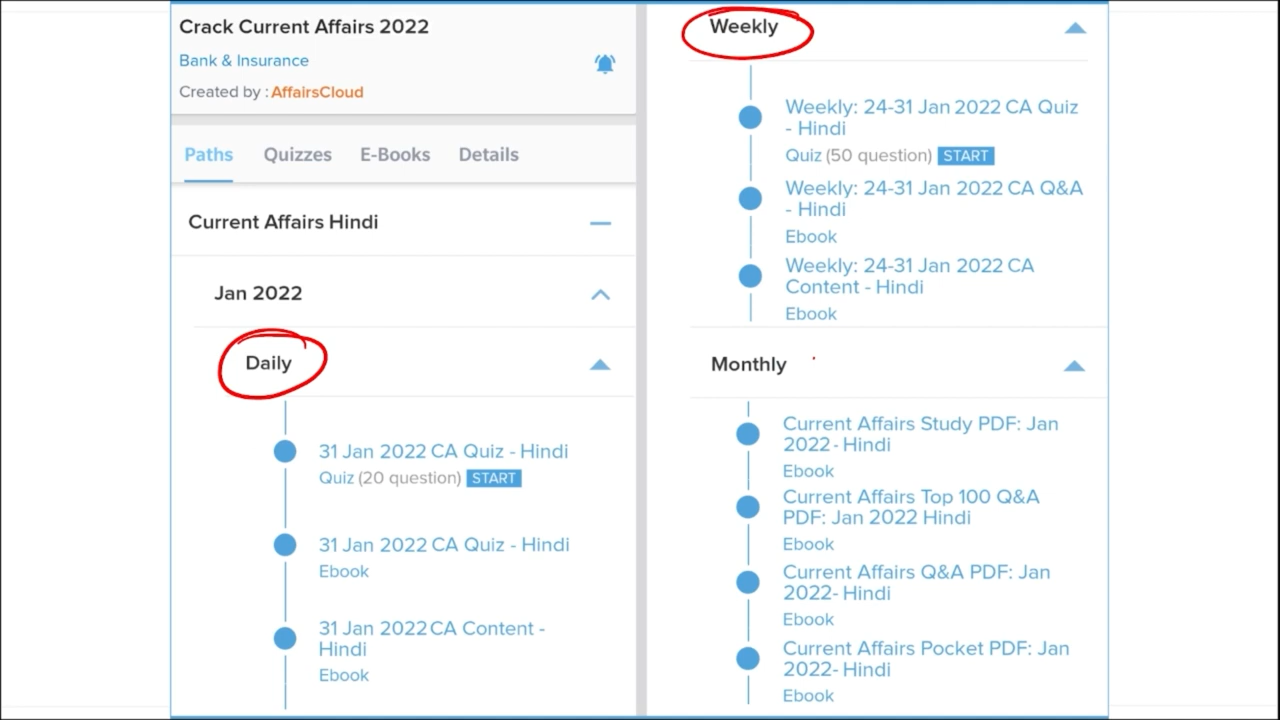 Crack Current Affairs 2022
Bank & Insurance
Created by : AffairsCloud
Paths Quizzes E-Books Details
Current Affairs Hindi
Jan 2022
Daily
31 Jan 2022 CA Quiz - Hindi
Quiz (20 question) START
31 Jan 2022 CA Quiz - Hindi
Ebook
31 Jan 2022 CA Content -
Hindi
Ebook
Weekly
Weekly: 24-31 Jan 2022 CA Quiz
- Hindi
Quiz (50 question) START
Weekly: 24-31 Jan 2022 CA Q&A
- Hindi
Ebook
Weekly: 24-31 Jan 2022 CA
Content - Hindi
Ebook
Monthly
Current Affairs Study PDF: Jan
2022- Hindi
Ebook
Current Affairs Top 100 Q&A
PDF: Jan 2022 Hindi
Ebook
Current Affairs Q&A PDF: Jan
2022- Hindi
Ebook
Current Affairs Pocket PDF: Jan
2022- Hindi
Ebook